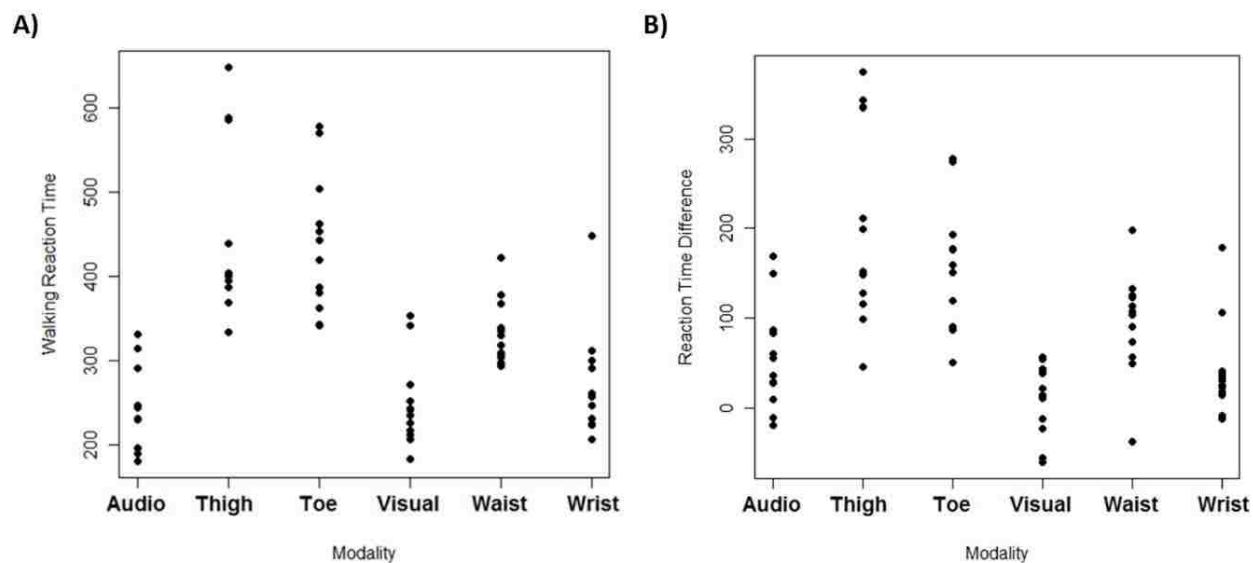 A)
Walking Reaction Time
600
500
400
300
200
Audio Thigh Toe Visual Waist Wrist
Modality
B)
Reaction Time Difference
300
200
100
0
Audio Thigh Toe Visual Waist Wrist
Modality